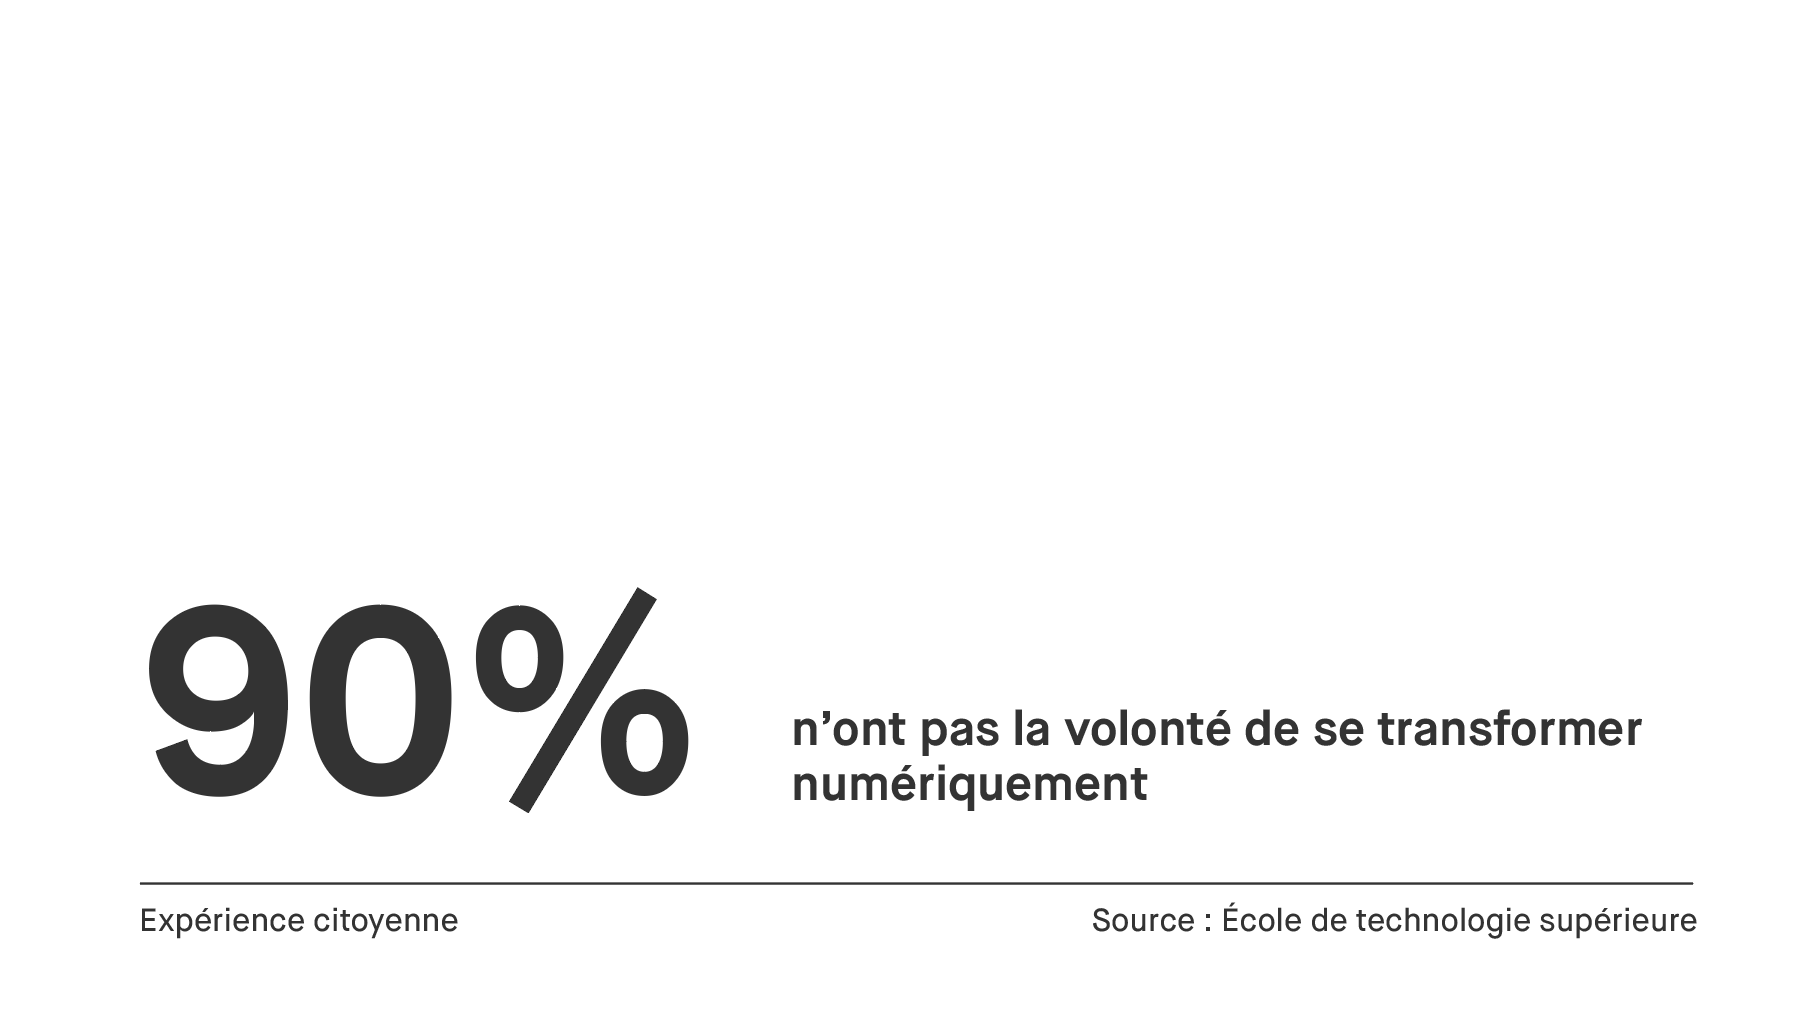 90%
n’ont pas la volonté de se transformer
numériquement
Expérience citoyenne
Source : École de technologie supérieure